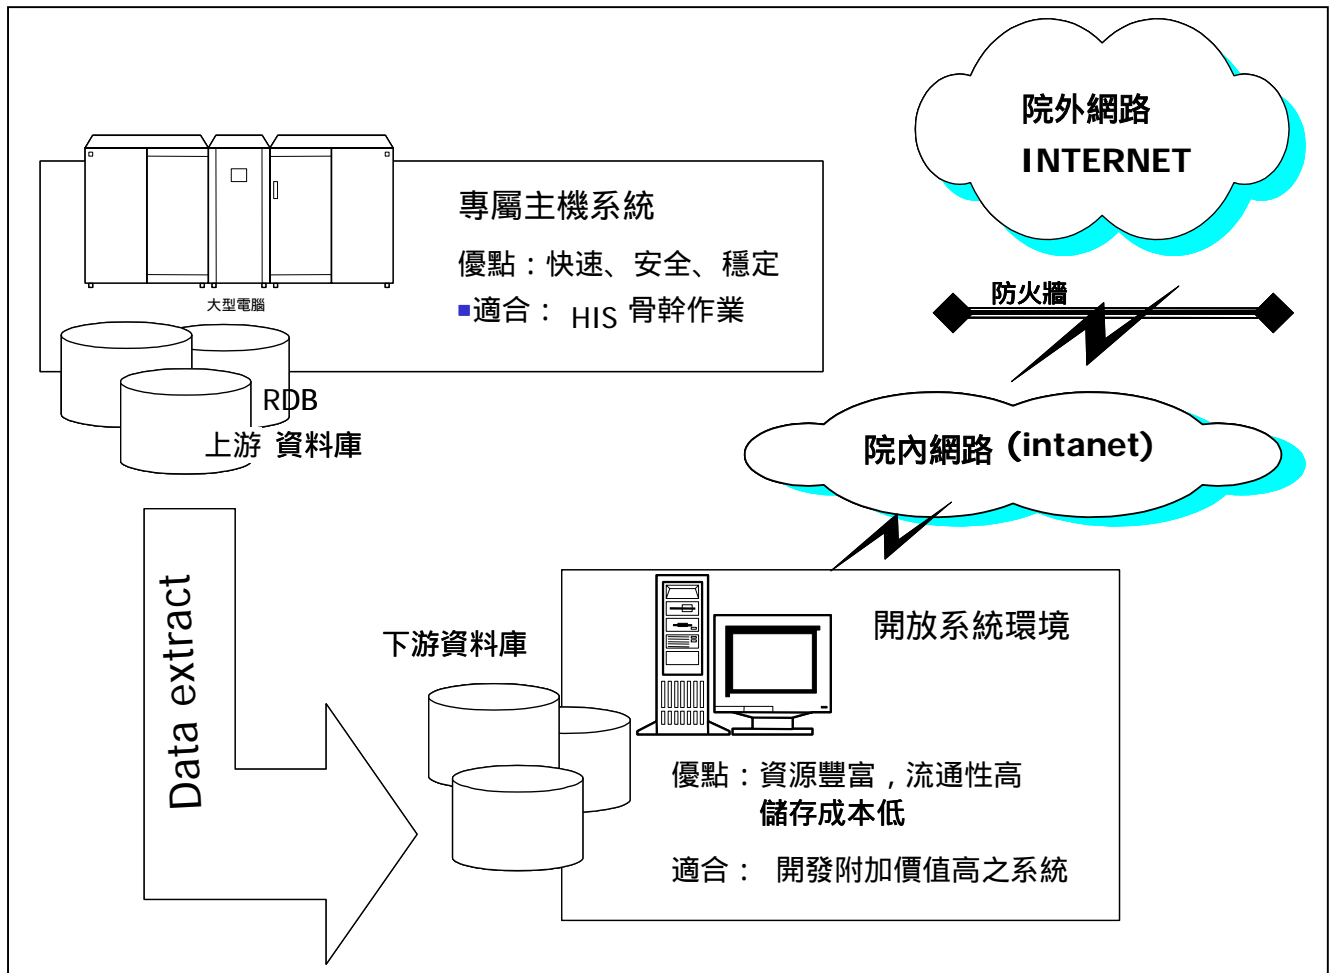 院外網路
INTERNET
專屬主機系統
優點：快速、安全、穩定
大型電腦
■適合： HIS 骨幹作業
防火牆
RDB
上游 資料庫
院內網路 (intanet)
Data extract
下游資料庫
開放系統環境
優點：資源豐富，流通性高
儲存成本低
適合： 開發附加價值高之系統